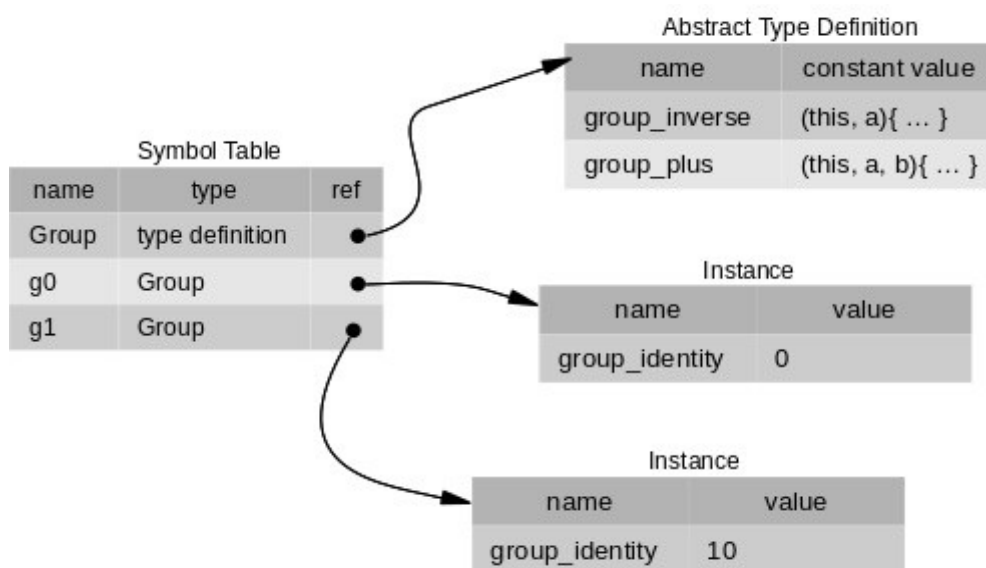 Abstract Type Definition
name constant value
group_inverse (this, a){ … }
group_plus (this, a, b){ … }
Symbol Table
name type ref
Group type definition
g0 Group
g1 Group
Instance
name value
group_identity 0
Instance
name value
group_identity 10